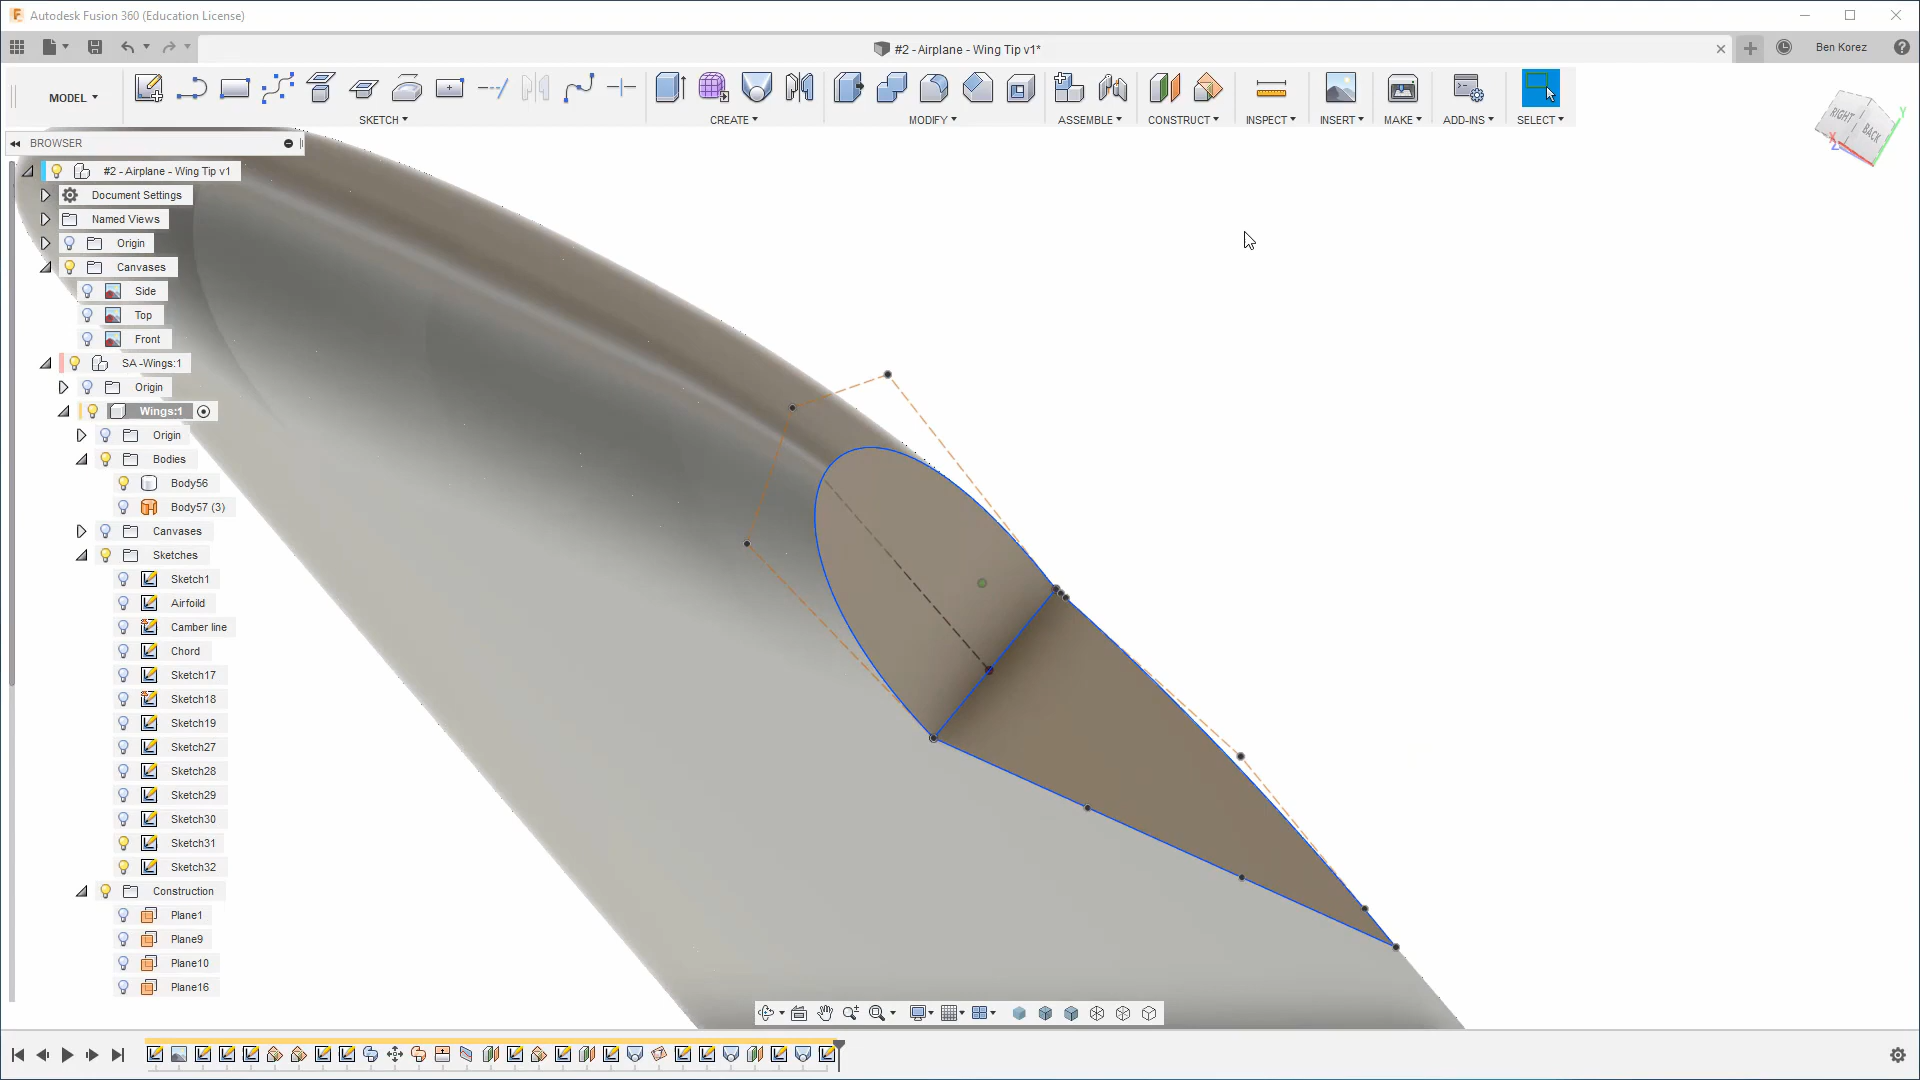 Autodesk Fusion 360 (Education License)
#2 - Airplane - Wing Tip v1*
Ben Korez
MODEL
SKETCH
CREATE
MODIFY
ASSEMBLE
CONSTRUCT
INSPECT
INSERT
MAKE
ADD-INS
SELECT
RIGHT
BACK
X
Y
Z
BROWSER
#2 - Airplane - Wing Tip v1
Document Settings
Named Views
Origin
Canvases
Side
Top
Front
SA -Wings:1
Origin
Wings:1
Origin
Bodies
Body56
Body57 (3)
Canvases
Sketches
Sketch1
Airfoild
Camber line
Chord
Sketch17
Sketch18
Sketch19
Sketch27
Sketch28
Sketch29
Sketch30
Sketch31
Sketch32
Construction
Plane1
Plane9
Plane10
Plane16